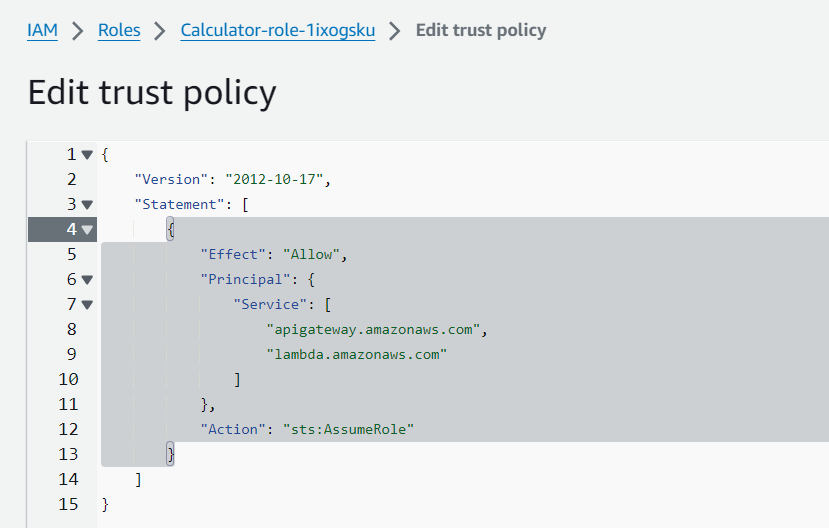 IAM > Roles > Calculator-role-1ixogsku > Edit trust policy
Edit trust policy
1 {
2 "Version": "2012-10-17",
3 "Statement": [
4 {
5 "Effect": "Allow",
6 "Principal": {
7 "Service": [
8 "apigateway.amazonaws.com",
9 "lambda.amazonaws.com"
10 ]
11 },
12 "Action": "sts:AssumeRole"
13 }
14 ]
15 }